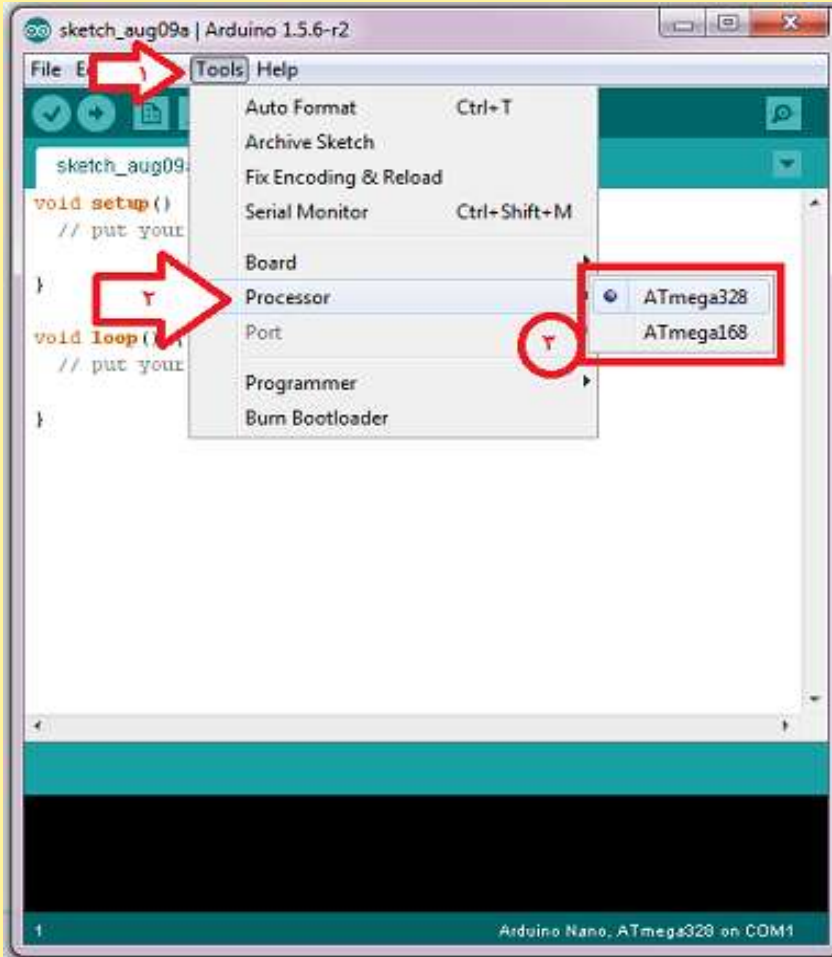 sketch_aug09a | Arduino 1.5.6-r2
File E ١ Tools Help
Auto Format Ctrl+T
Archive Sketch
sketch_aug09a
Fix Encoding & Reload
void setup()
Serial Monitor Ctrl+Shift+M
// put your
Board
}
٢ Processor
ATmega328
void loop()
Port
٣
ATmega168
// put your
Programmer
}
Burn Bootloader
1
Arduino Nano, ATmega328 on COM1